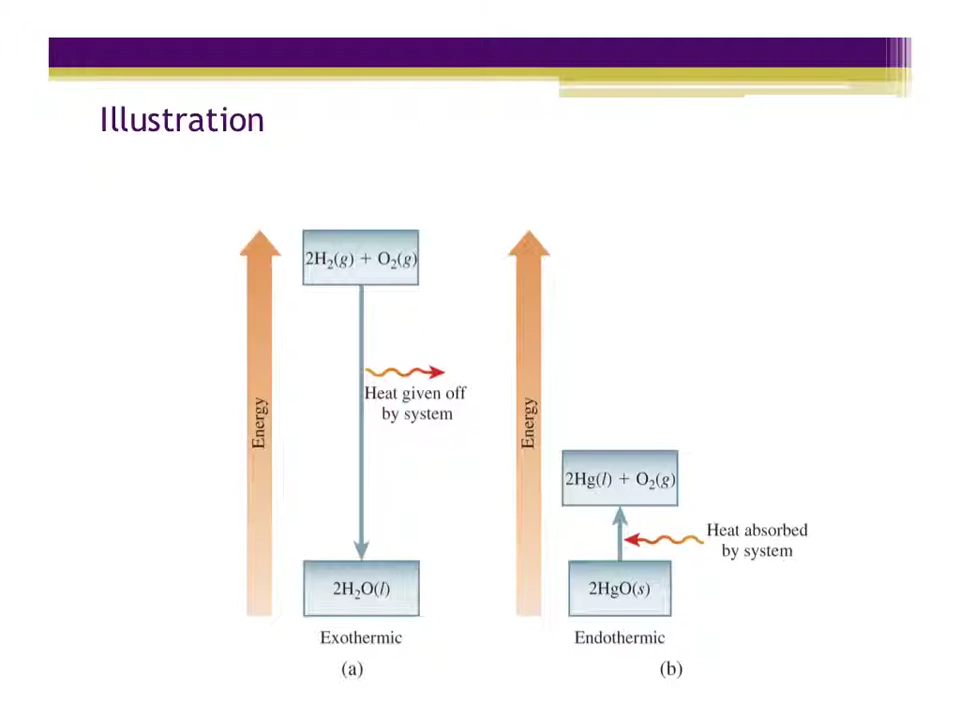 Illustration
2H₂(g) + O₂(g)
Heat given off
by system
Energy
2H₂O(l)
Exothermic
(a)
Energy
2Hg(l) + O₂(g)
Heat absorbed
by system
2HgO(s)
Endothermic
(b)